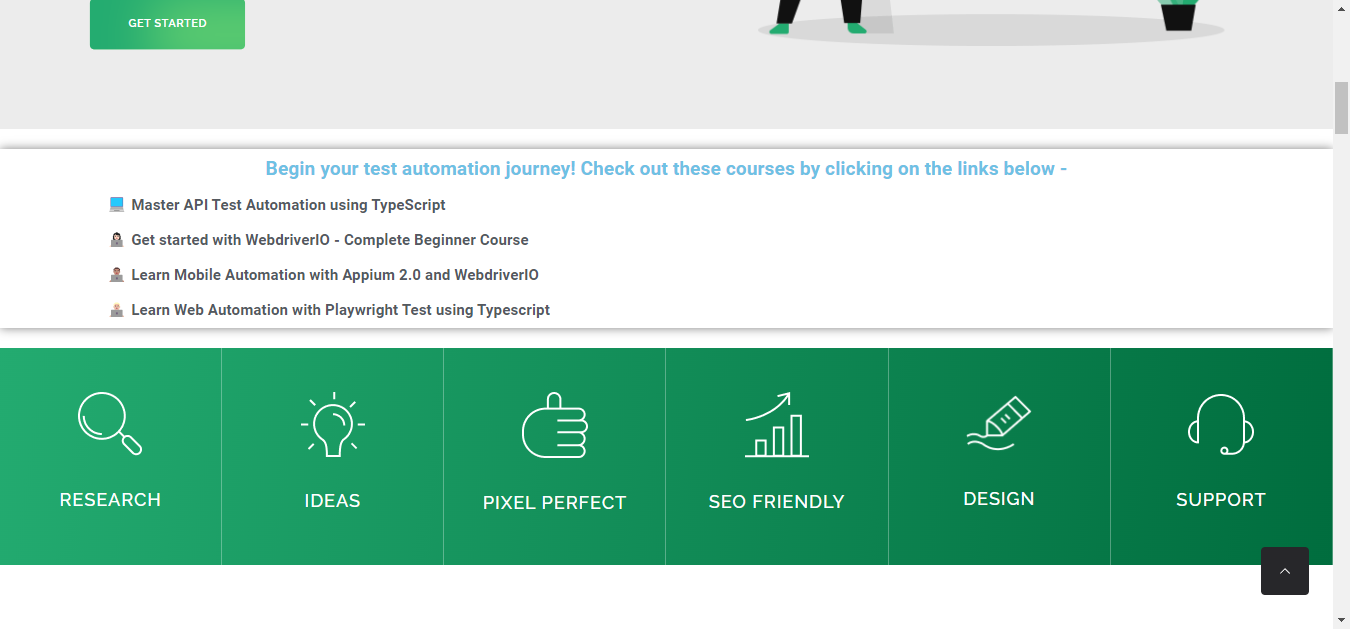 GET STARTED
Begin your test automation journey! Check out these courses by clicking on the links below -
Master API Test Automation using TypeScript
Get started with WebdriverIO - Complete Beginner Course
Learn Mobile Automation with Appium 2.0 and WebdriverIO
Learn Web Automation with Playwright Test using Typescript
RESEARCH
IDEAS
PIXEL PERFECT
SEO FRIENDLY
DESIGN
SUPPORT